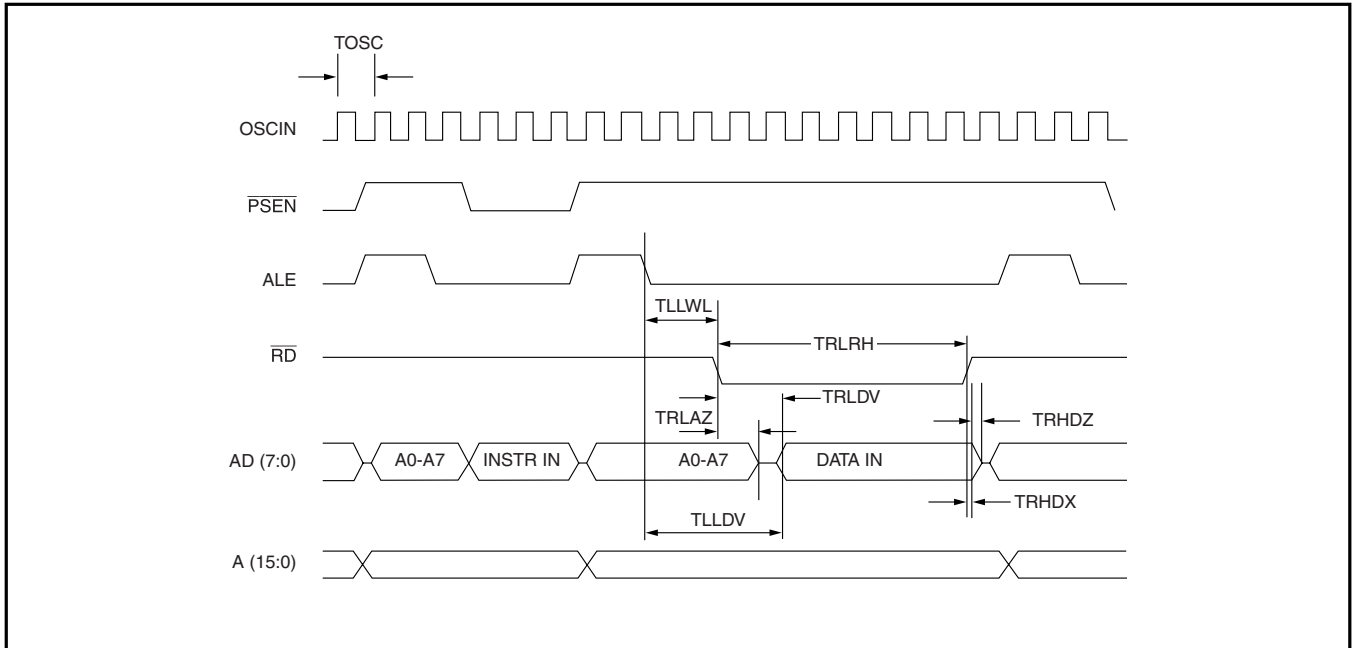 TOSC
OSCIN
PSEN
ALE
TLLWL
RD
TRLRH
TRLDV
TRLAZ
TRHDZ
AD (7:0)
A0-A7
INSTR IN
A0-A7
DATA IN
TRHDX
TLLDV
A (15:0)